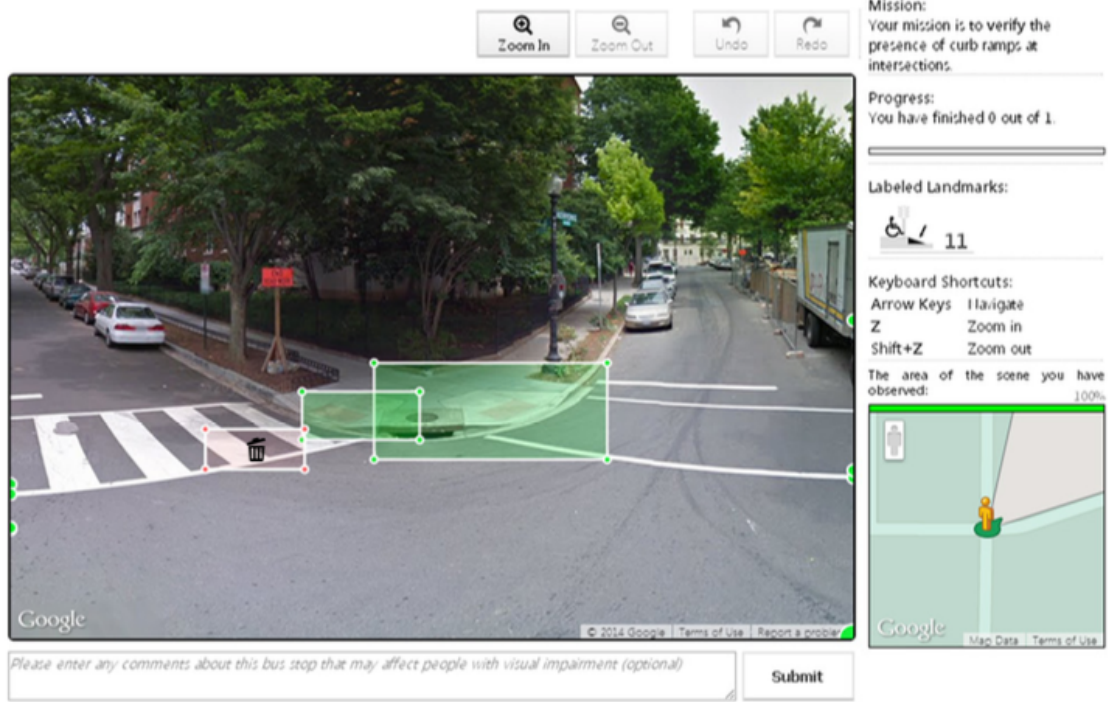 Zoom In
Zoom Out
Undo
Redo
Mission:
Your mission is to verify the
presence of curb ramps at
intersections.
Progress:
You have finished 0 out of 1.
Labeled Landmarks:
11
Keyboard Shortcuts:
Arrow Keys Navigate
Z Zoom in
Shift+Z Zoom out
The area of the scene you have
observed: 100%
Google
© 2014 Google Terms of Use Report a problem
Google
Map Data Terms of Use
Please enter any comments about this bus stop that may affect people with visual impairment (optional)
Submit